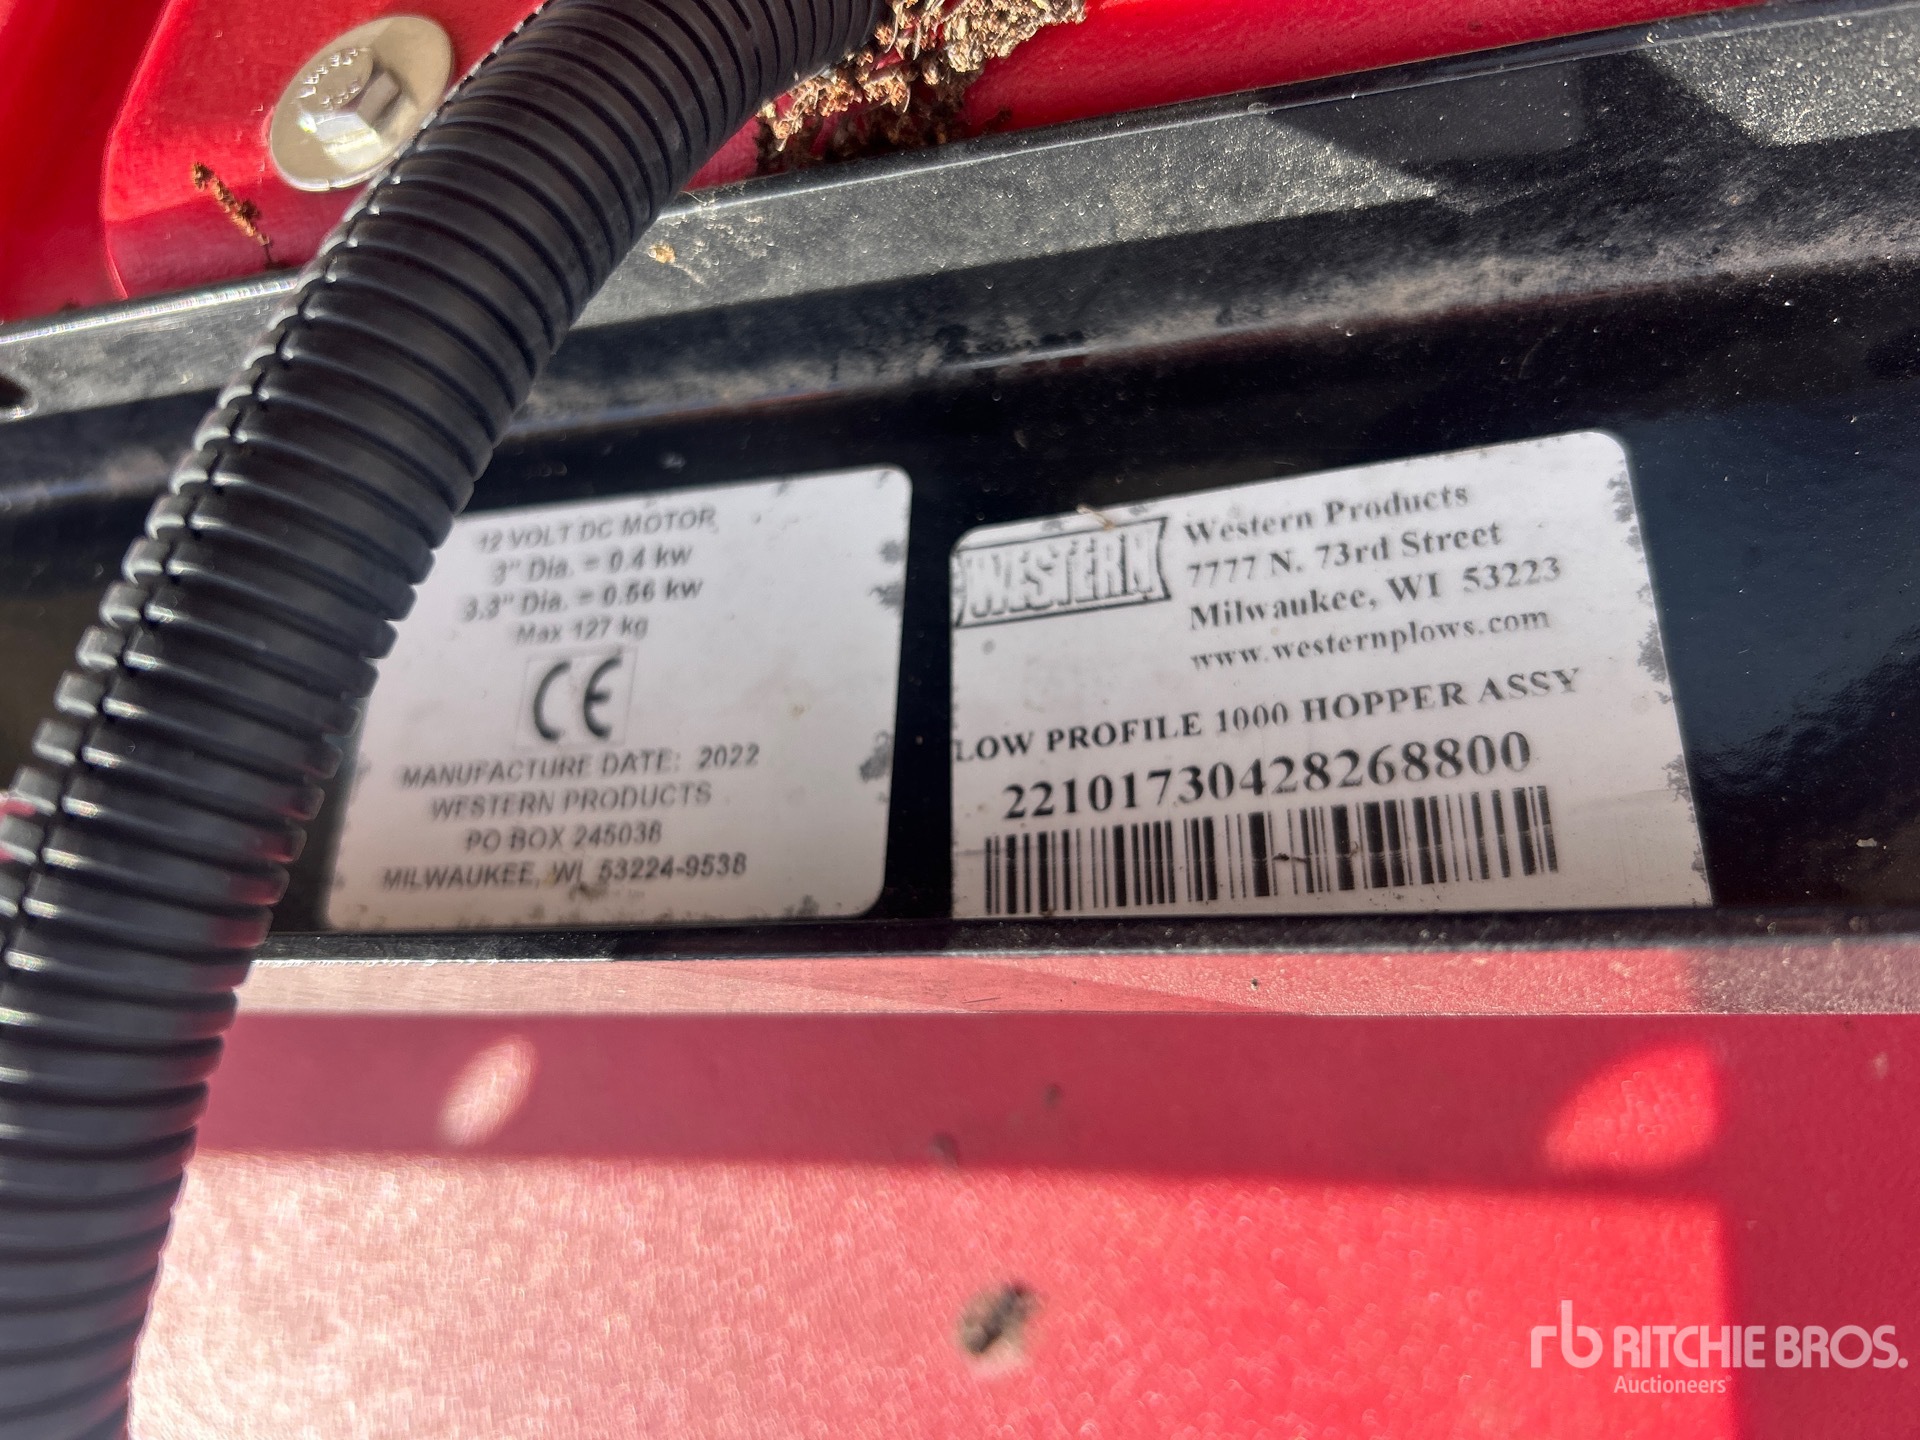 12 VOLT DC MOTOR
3" Dia. = 0.4 kw
3.3" Dia. = 0.56 kw
Max 127 kg
CE
MANUFACTURE DATE: 2022
WESTERN PRODUCTS
PO BOX 245038
MILWAUKEE, WI 53224-9538
WESTERN
Western Products
7777 N. 73rd Street
Milwaukee, WI 53223
www.westernplows.com
LOW PROFILE 1000 HOPPER ASSY
22101730428268800
rb RITCHIE BROS.
Auctioneers